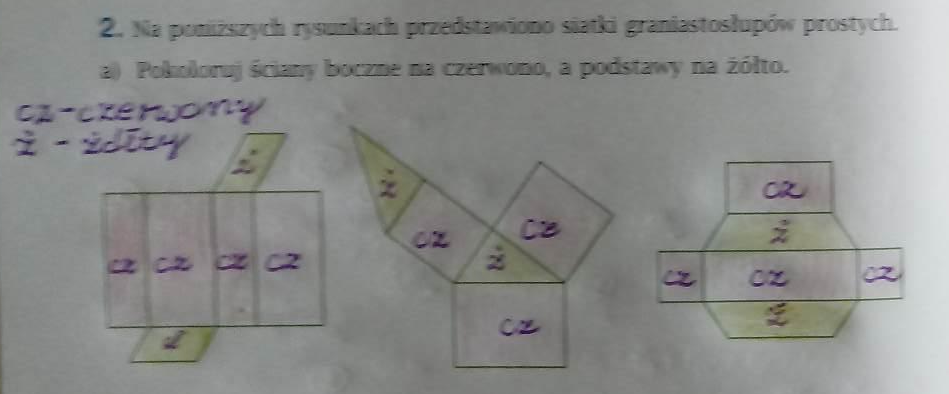 2. Na poniższych rysunkach przedstawiono siatki graniastosłupów prostych.
a) Pokoloruj ściany boczne na czerwono, a podstawy na żółto.
cz-czerwony
ż - żółty
ż
cz cz cz cz
ż
ż
cz
cz
ż
cz
cz
ż
cz cz cz
ż